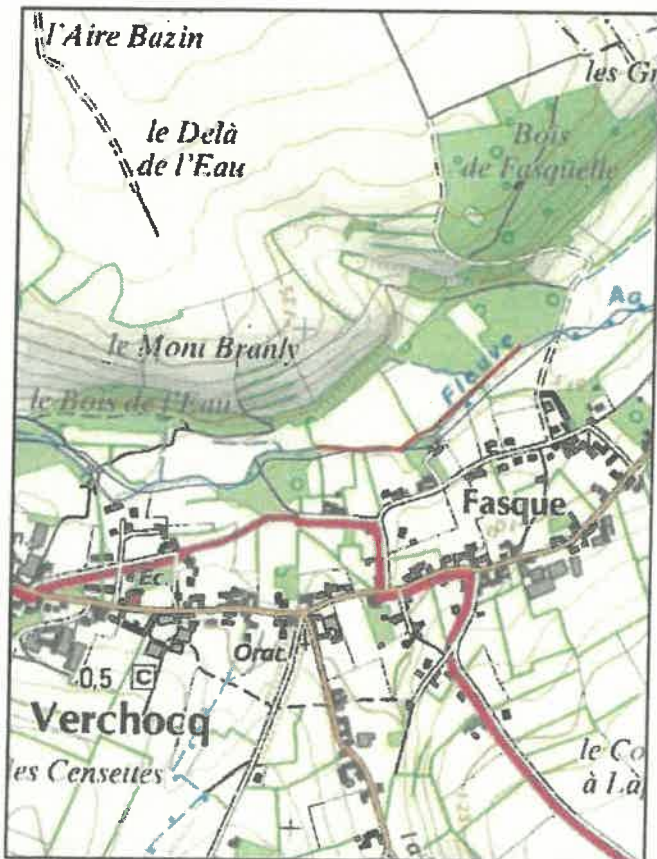 l'Aire Bazin
les Gr
le Delà
de l'Eau
Bois
de Fasquelle
Aa
Fleuve
le Mont Branly
le Bois de l'Eau
Fasque
Ec.
Orat.
0,5 C
Verchocq
les Censettes
le Co
à Là
la